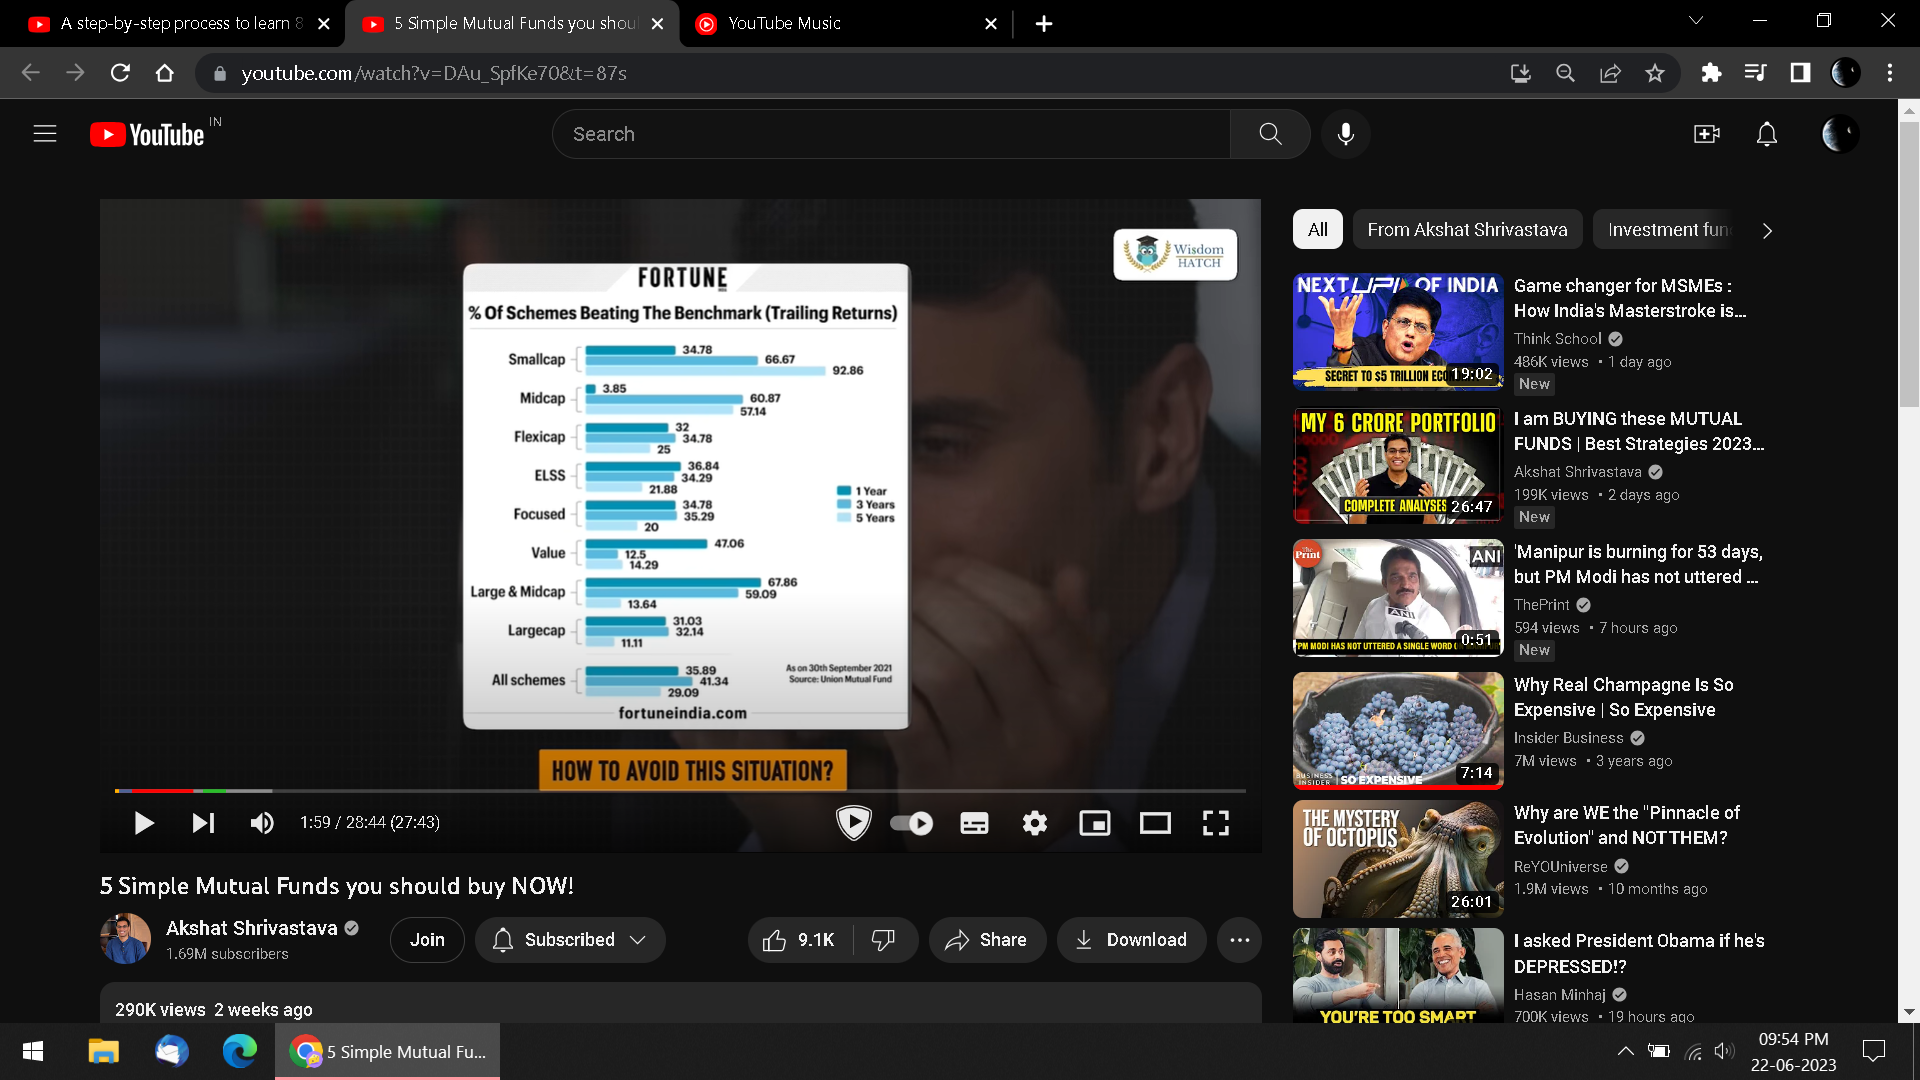 A step-by-step process to learn 8
5 Simple Mutual Funds you shoul
YouTube Music
youtube.com/watch?v=DAu_SpfKe70&t=87s
YouTube IN
Search
Wisdom
HATCH
FORTUNE
% Of Schemes Beating The Benchmark (Trailing Returns)
Smallcap
34.78
66.67
92.86
Midcap
3.85
60.87
57.14
Flexicap
32
34.78
25
ELSS
36.84
34.29
21.88
Focused
34.78
35.29
20
Value
47.06
12.5
14.29
Large & Midcap
67.86
59.09
13.64
Largecap
31.03
32.14
11.11
All schemes
35.89
41.34
29.09
1 Year
3 Years
5 Years
As on 30th September 2021
Source: Union Mutual Fund
fortuneindia.com
HOW TO AVOID THIS SITUATION?
1:59 / 28:44 (27:43)
5 Simple Mutual Funds you should buy NOW!
Akshat Shrivastava
1.69M subscribers
Join
Subscribed
9.1K
Share
Download
290K views 2 weeks ago
All
From Akshat Shrivastava
Investment fun
NEXT UPI OF INDIA
SECRET TO $5 TRILLION ECO
19:02
Game changer for MSMEs :
How India's Masterstroke is...
Think School
486K views • 1 day ago
New
MY 6 CRORE PORTFOLIO
COMPLETE ANALYSES
26:47
I am BUYING these MUTUAL
FUNDS | Best Strategies 2023...
Akshat Shrivastava
199K views • 2 days ago
New
The
Print
ANI
ANI
PM MODI HAS NOT UTTERED A SINGLE WORD
0:51
'Manipur is burning for 53 days,
but PM Modi has not uttered ...
ThePrint
594 views • 7 hours ago
New
BUSINESS
INSIDER | SO EXPENSIVE
7:14
Why Real Champagne Is So
Expensive | So Expensive
Insider Business
7M views • 3 years ago
THE MYSTERY
OF OCTOPUS
26:01
Why are WE the "Pinnacle of
Evolution" and NOT THEM?
ReYOUniverse
1.9M views • 10 months ago
YOU'RE TOO SMART
I asked President Obama if he's
DEPRESSED!?
Hasan Minhaj
700K views • 19 hours ago
5 Simple Mutual Fu...
09:54 PM
22-06-2023